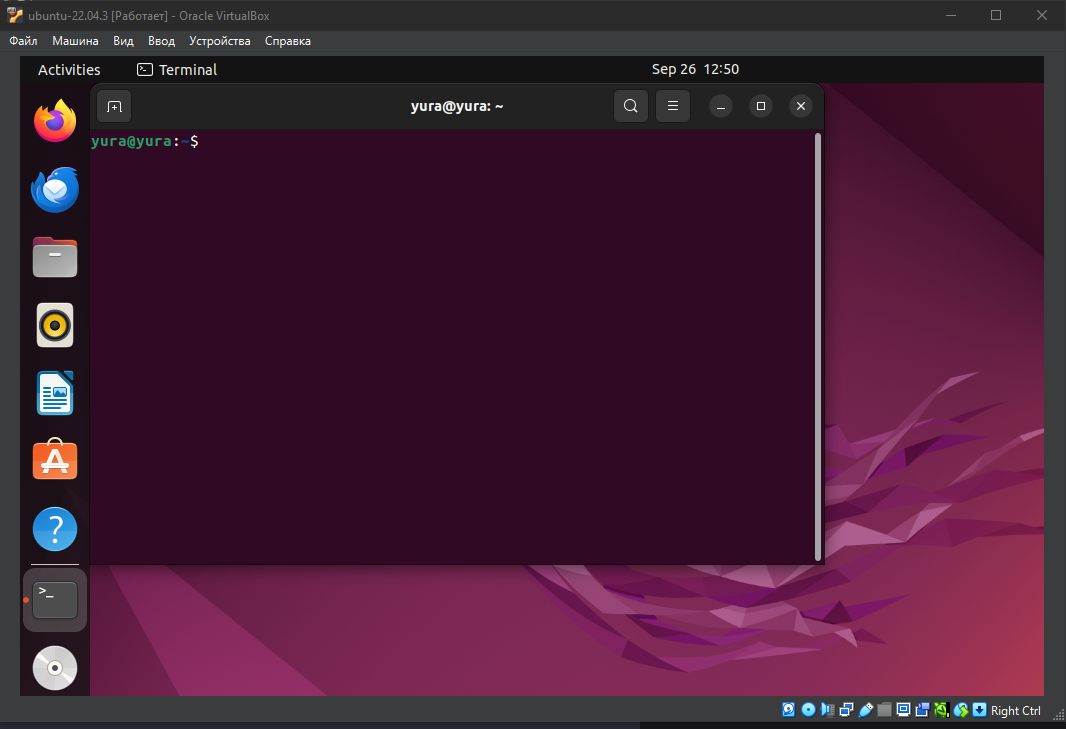 ubuntu-22.04.3 [Работает] - Oracle VirtualBox
Файл Машина Вид Ввод Устройства Справка
Activities Terminal Sep 26 12:50
yura@yura: ~
yura@yura:~$
Right Ctrl